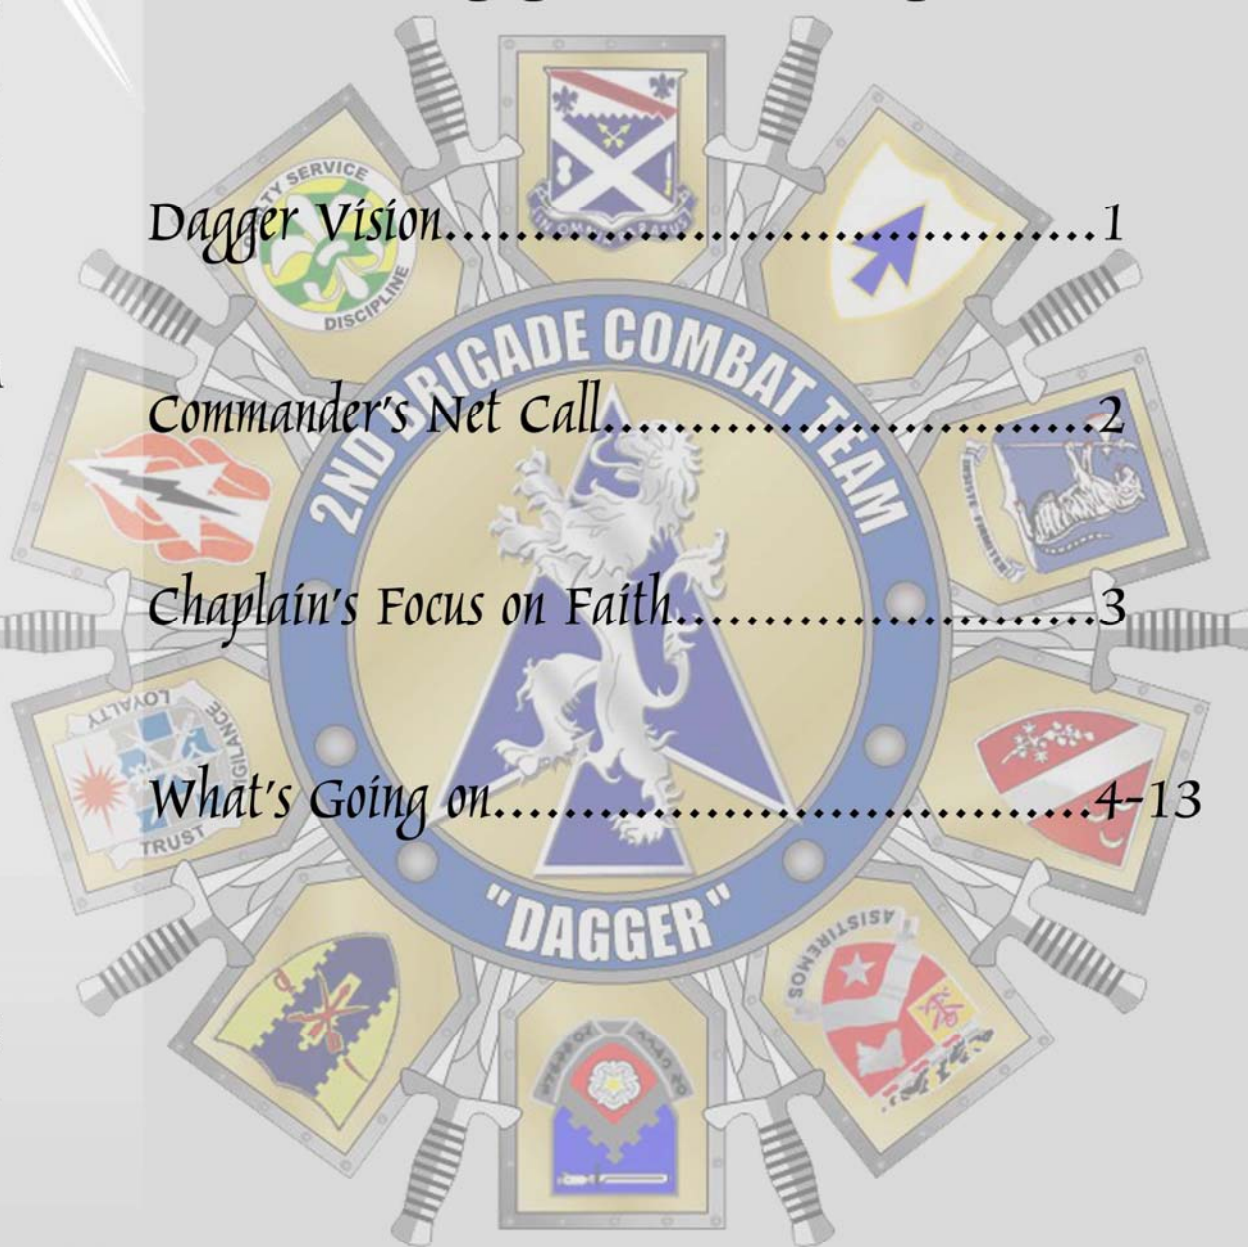 SERVICE
DISCIPLINE
Dagger Vision....................................1
2ND BRIGADE COMBAT TEAM
Commander's Net Call..............................2
Chaplain's Focus on Faith.........................3
LOYALTY
VIGILANCE
TRUST
What's Going on...................................4-13
"DAGGER"
ASISTIREMOS